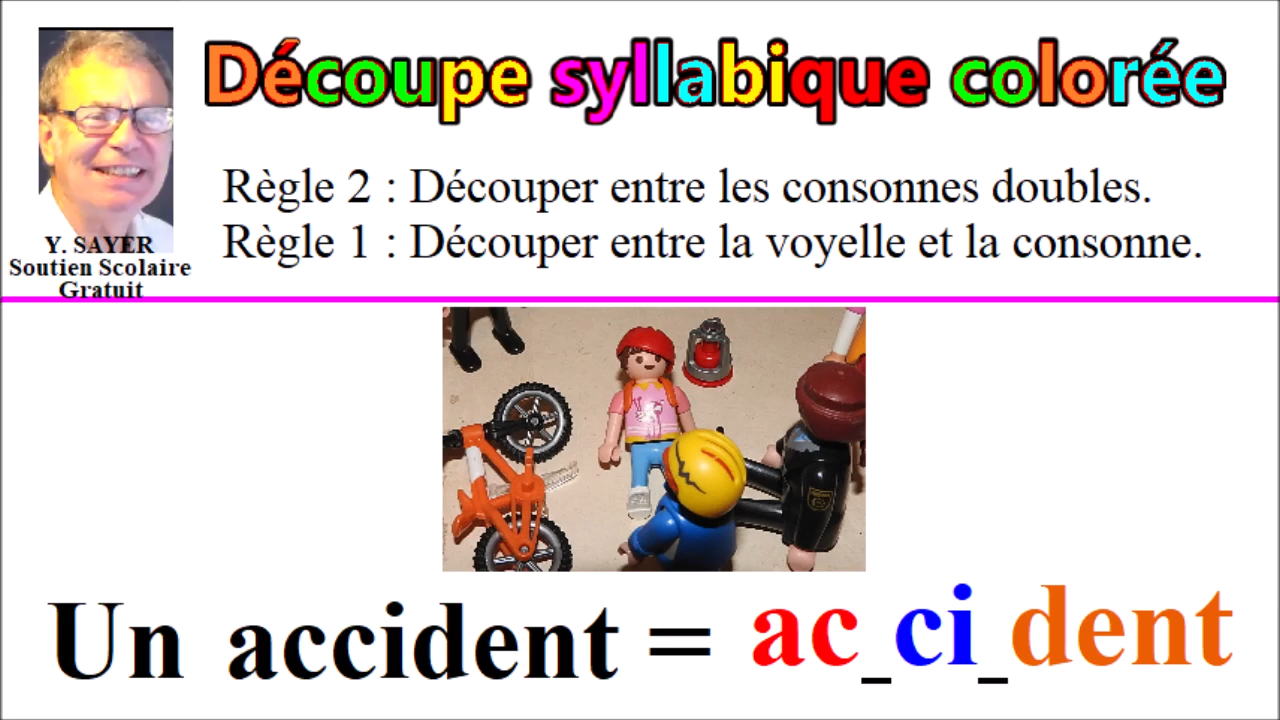 Découpe syllabique colorée
Règle 2 : Découper entre les consonnes doubles.
Règle 1 : Découper entre la voyelle et la consonne.
Y. SAYER
Soutien Scolaire
Gratuit
Un accident = ac_ci_dent